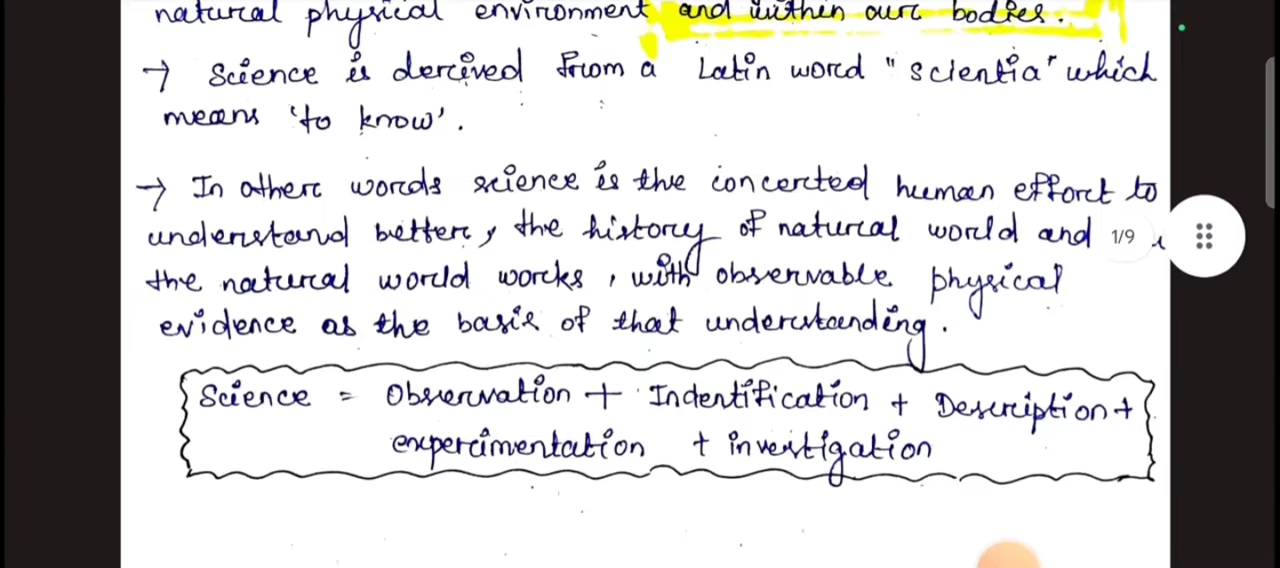 natural physical environment and within our bodies.
→ Science is derived from a Latin word "scientia" which
means 'to know'.
→ In other words science is the concerted human effort to
understand better, the history of natural world and
the natural world works, with observable physical
evidence as the basis of that understanding.
Science = Observation + Indentification + Description +
experimentation + investigation
1/9